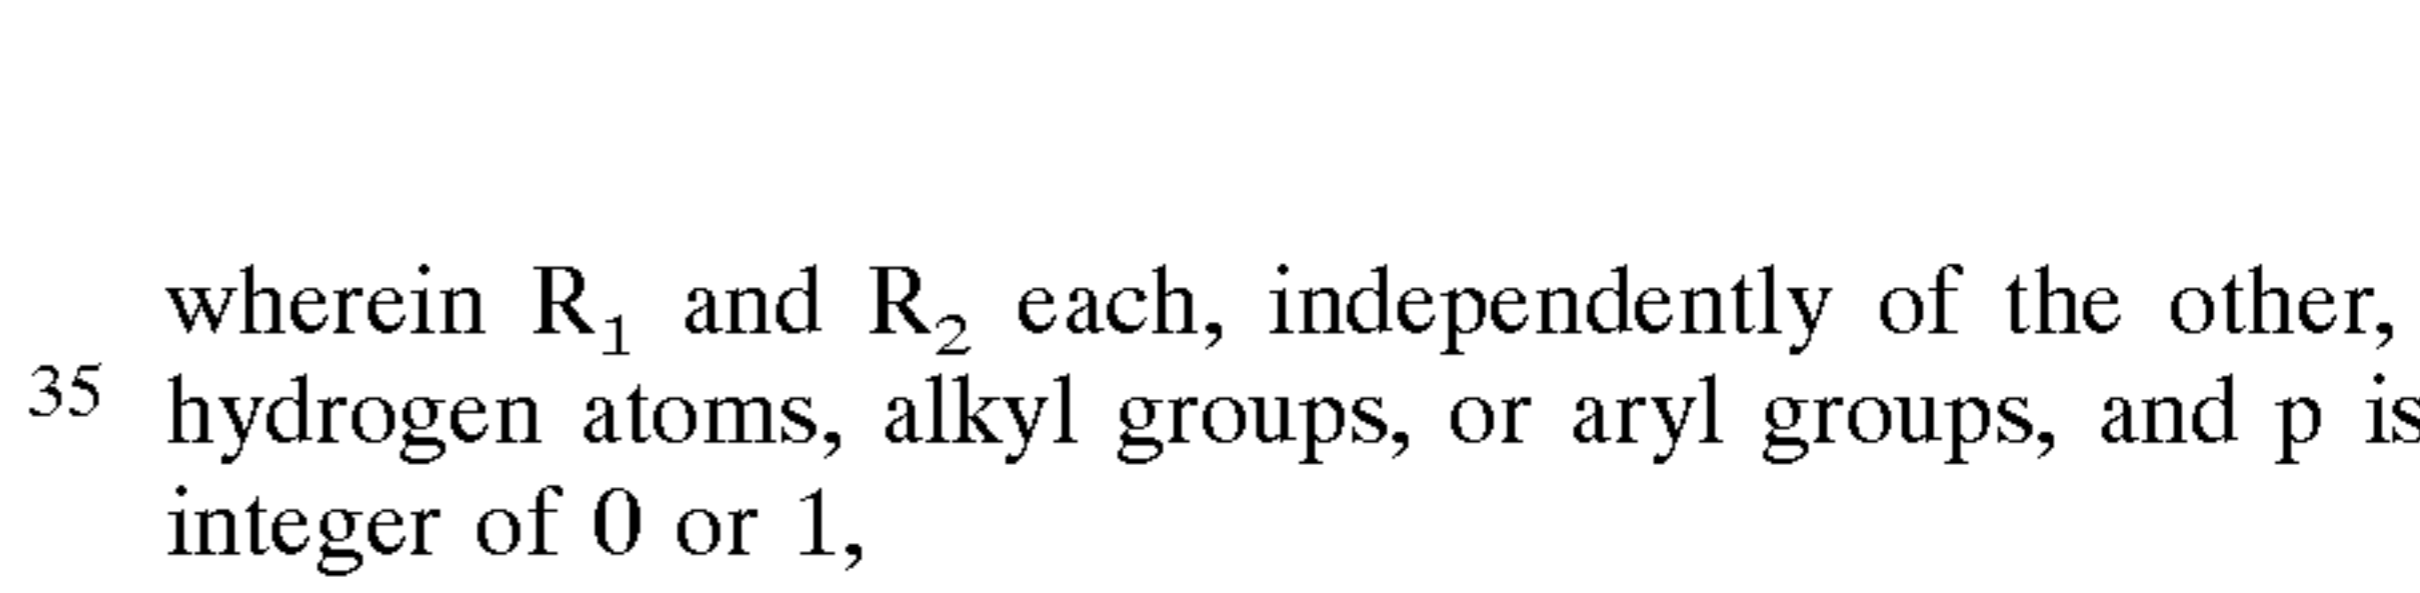 wherein R₁ and R₂ each, independently of the other,
35 hydrogen atoms, alkyl groups, or aryl groups, and p is
integer of 0 or 1,